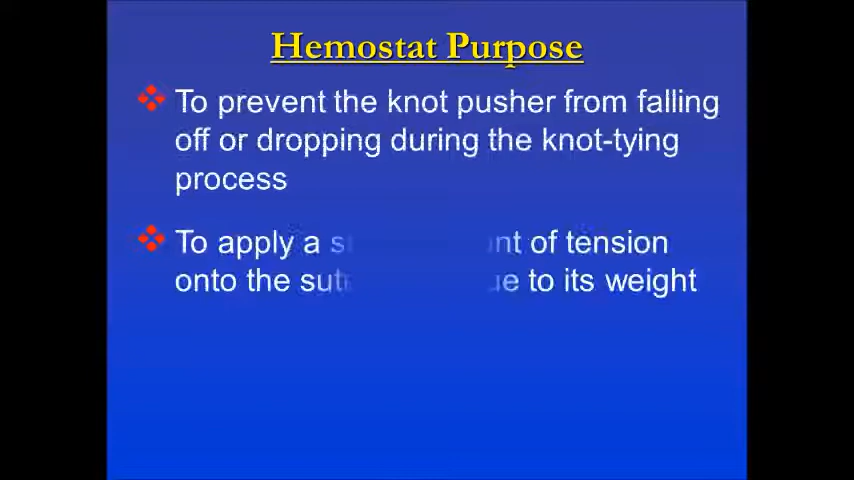 Hemostat Purpose
To prevent the knot pusher from falling
off or dropping during the knot-tying
process
To apply a of tension
onto the to its weight